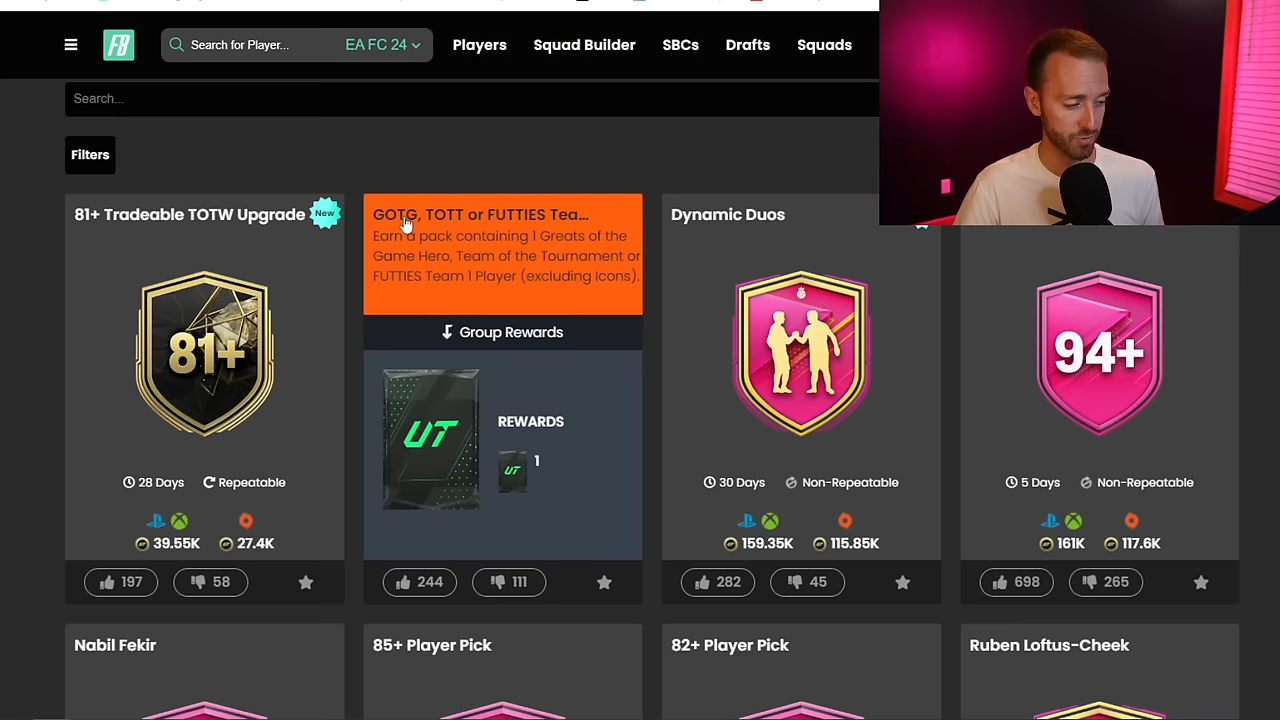 FB
Search for Player...
EA FC 24
Players
Squad Builder
SBCs
Drafts
Squads
Search...
Filters
81+ Tradeable TOTW Upgrade
New
81+
28 Days
Repeatable
39.55K
27.4K
197
58
GOTG, TOTT or FUTTIES Tea...
Earn a pack containing 1 Greats of the
Game Hero, Team of the Tournament or
FUTTIES Team 1 Player (excluding Icons).
Group Rewards
UT
REWARDS
UT
1
244
111
Dynamic Duos
30 Days
Non-Repeatable
159.35K
115.85K
282
45
94+
5 Days
Non-Repeatable
161K
117.6K
698
265
Nabil Fekir
85+ Player Pick
82+ Player Pick
Ruben Loftus-Cheek